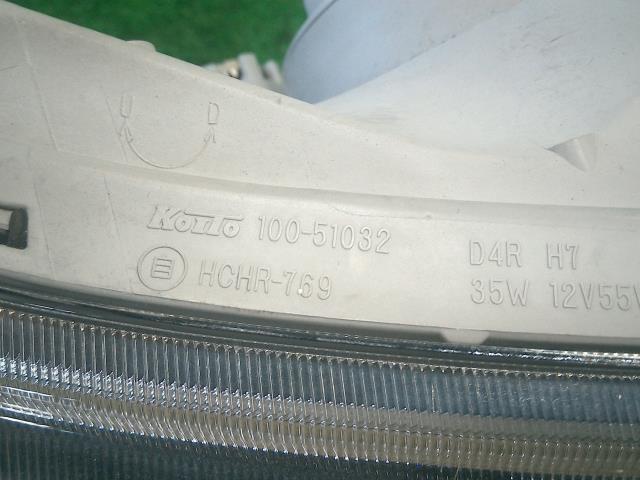 U D
KOITO 100-51032 D4R H7
HCHR-769 35W 12V55W